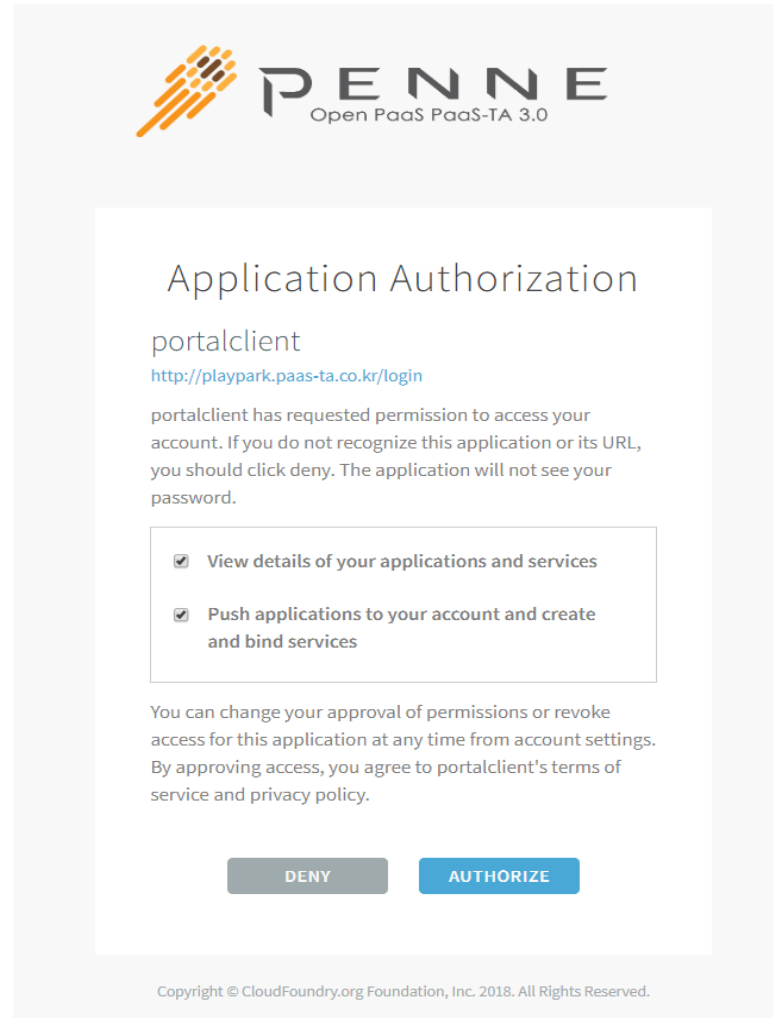 PENNE
Open PaaS PaaS-TA 3.0
Application Authorization
portalclient
http://playpark.paas-ta.co.kr/login
portalclient has requested permission to access your
account. If you do not recognize this application or its URL,
you should click deny. The application will not see your
password.
View details of your applications and services
Push applications to your account and create
and bind services
You can change your approval of permissions or revoke
access for this application at any time from account settings.
By approving access, you agree to portalclient's terms of
service and privacy policy.
DENY AUTHORIZE
Copyright © CloudFoundry.org Foundation, Inc. 2018. All Rights Reserved.